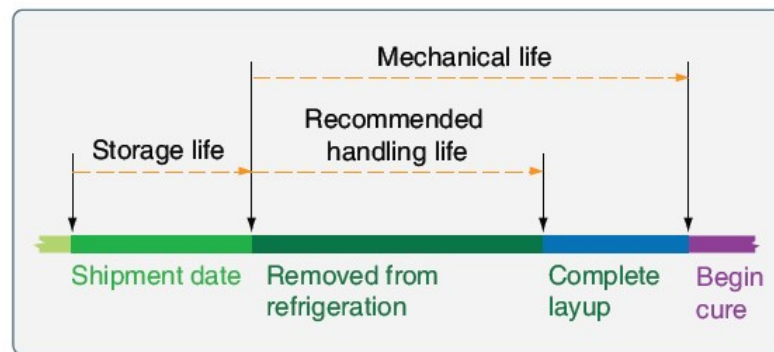 Mechanical life
Recommended
handling life
Storage life
Shipment date
Removed from
refrigeration
Complete
layup
Begin
cure